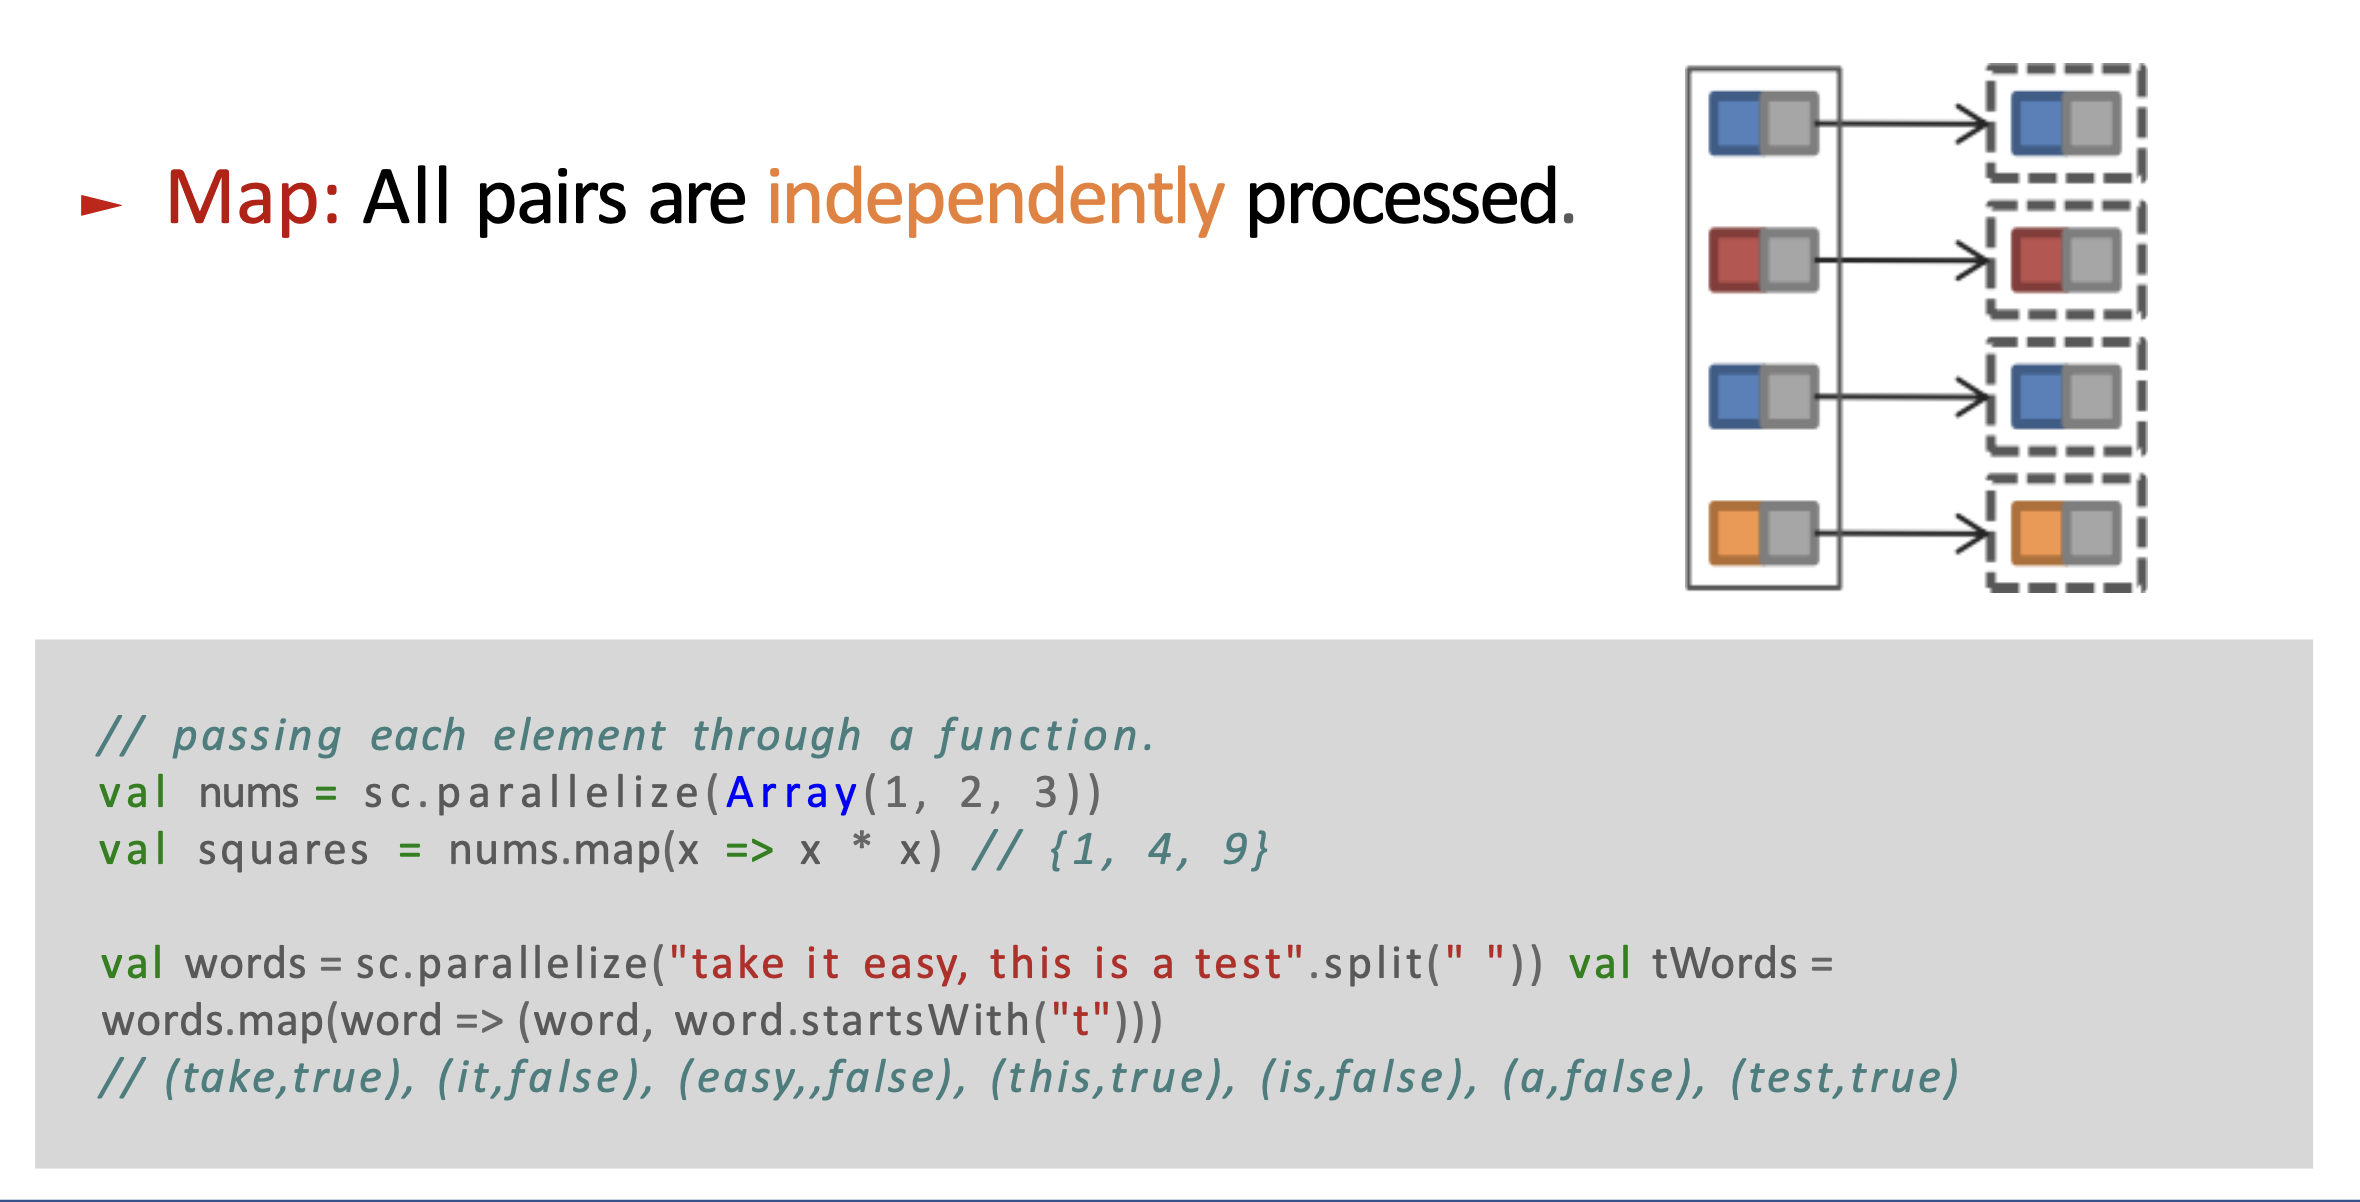 ► Map: All pairs are independently processed.
// passing each element through a function.
val nums = sc.parallelize(Array(1, 2, 3))
val squares = nums.map(x => x * x) // {1, 4, 9}
val words = sc.parallelize("take it easy, this is a test".split(" ")) val tWords =
words.map(word => (word, word.startsWith("t")))
// (take,true), (it,false), (easy,,false), (this,true), (is,false), (a,false), (test,true)